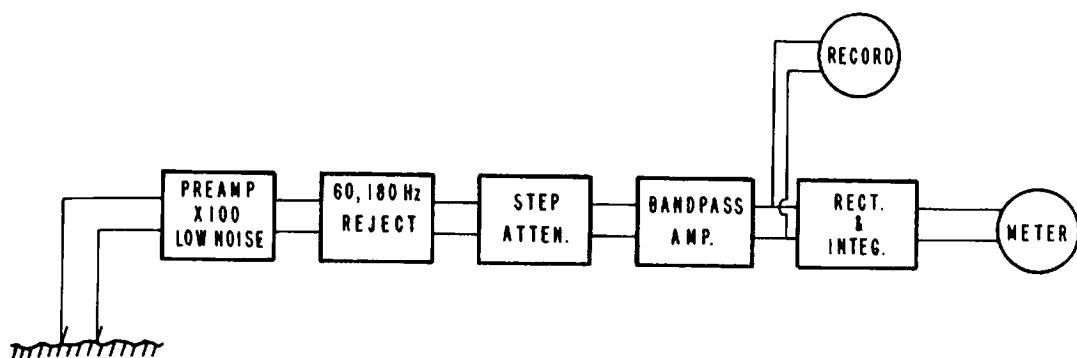 RECORD
PREAMP
X100
LOW NOISE
60,180 Hz
REJECT
STEP
ATTEN.
BANDPASS
AMP.
RECT.
&
INTEG.
METER